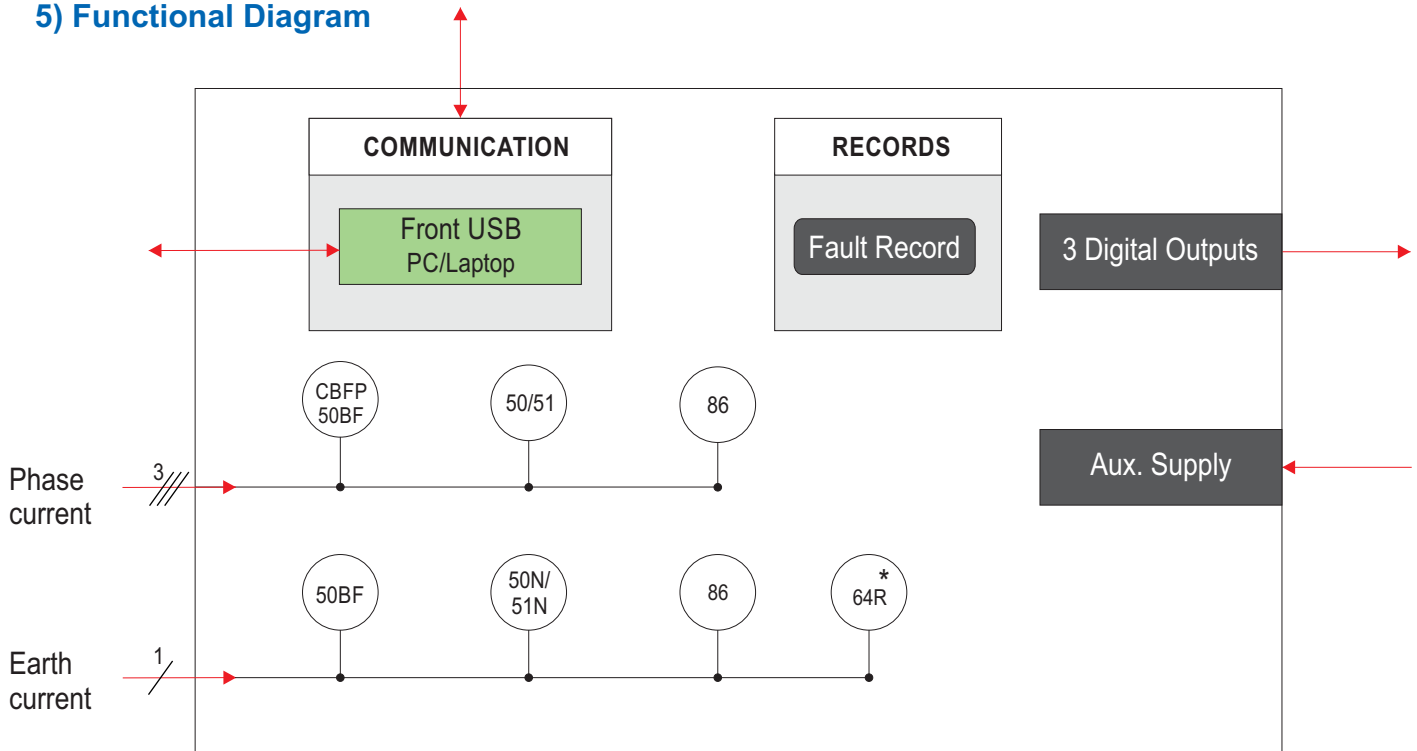 5) Functional Diagram
COMMUNICATION
RECORDS
Front USB
PC/Laptop
Fault Record
3 Digital Outputs
CBFP
50BF
50/51
86
Aux. Supply
Phase
current
3
50BF
50N/
51N
86
*
64R
Earth
current
1